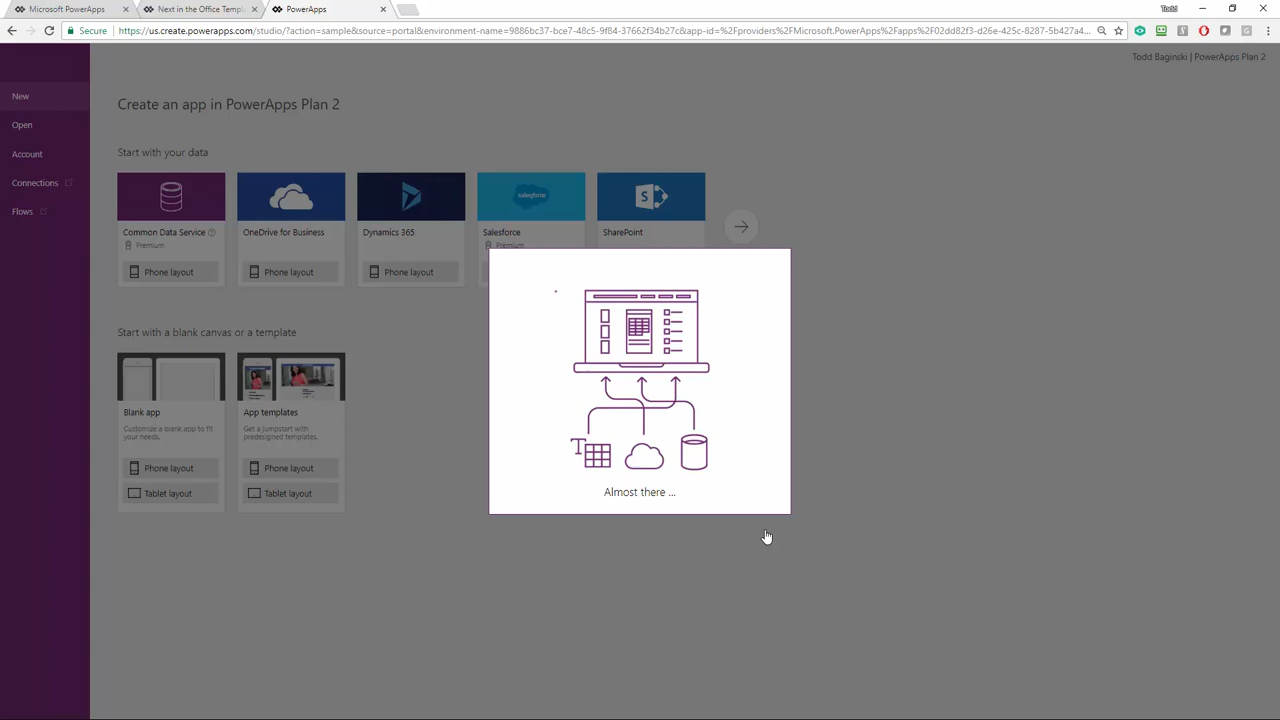 Microsoft PowerApps
Next in the Office Templ
PowerApps
Todd
Secure
https://us.create.powerapps.com/studio/?action=sample&source=portal&environment-name=9886bc37-bce7-48c5-9f84-37662f34b27c&app-id=%2Fproviders%2FMicrosoft.PowerApps%2Fapps%2F02dd82f3-d26e-425c-8287-5b427a4...
Todd Baginski | PowerApps Plan 2
New
Open
Account
Connections
Flows
Create an app in PowerApps Plan 2
Start with your data
salesforce
Common Data Service
OneDrive for Business
Dynamics 365
Salesforce
SharePoint
Premium
Premium
Phone layout
Phone layout
Phone layout
Start with a blank canvas or a template
Blank app
Customize a blank app to fit
your needs.
App templates
Get a jumpstart with
predesigned templates.
Phone layout
Phone layout
Tablet layout
Tablet layout
T
Almost there ...